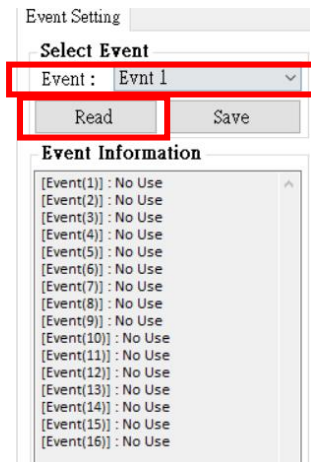 Event Setting
Select Event
Event : Evnt 1
Read Save
Event Information
[Event(1)] : No Use
[Event(2)] : No Use
[Event(3)] : No Use
[Event(4)] : No Use
[Event(5)] : No Use
[Event(6)] : No Use
[Event(7)] : No Use
[Event(8)] : No Use
[Event(9)] : No Use
[Event(10)] : No Use
[Event(11)] : No Use
[Event(12)] : No Use
[Event(13)] : No Use
[Event(14)] : No Use
[Event(15)] : No Use
[Event(16)] : No Use